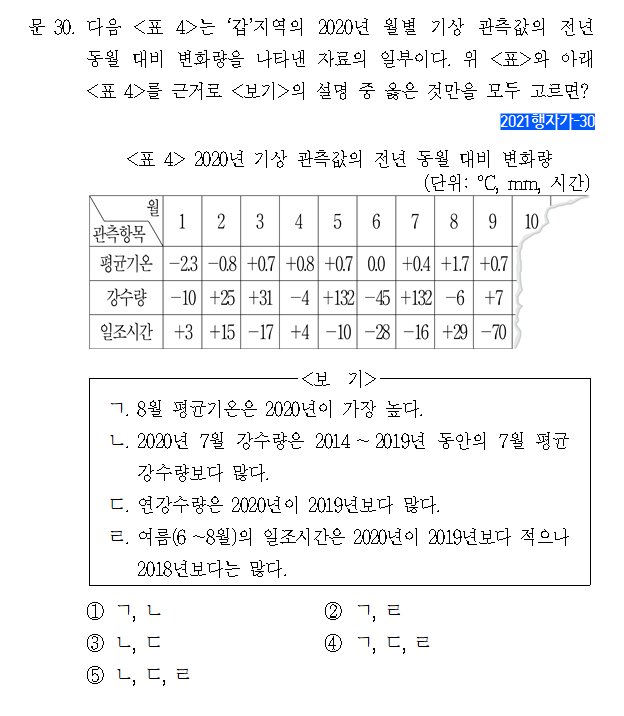 문 30. 다음 <표 4>는 ‘갑’지역의 2020년 월별 기상 관측값의 전년
동월 대비 변화량을 나타낸 자료의 일부이다. 위 <표>와 아래
<표 4>를 근거로 <보기>의 설명 중 옳은 것만을 모두 고르면?
2021행자가-30
<표 4> 2020년 기상 관측값의 전년 동월 대비 변화량
(단위: ℃, mm, 시간)
관측항목 월 1 2 3 4 5 6 7 8 9 10
평균기온 −2.3 −0.8 +0.7 +0.8 +0.7 0.0 +0.4 +1.7 +0.7
강수량 −10 +25 +31 −4 +132 −45 +132 −6 +7
일조시간 +3 +15 −17 +4 −10 −28 −16 +29 −70
<보 기>
ㄱ. 8월 평균기온은 2020년이 가장 높다.
ㄴ. 2020년 7월 강수량은 2014 ~ 2019년 동안의 7월 평균
강수량보다 많다.
ㄷ. 연강수량은 2020년이 2019년보다 많다.
ㄹ. 여름(6 ~8월)의 일조시간은 2020년이 2019년보다 적으나
2018년보다는 많다.
① ㄱ, ㄴ ② ㄱ, ㄹ
③ ㄴ, ㄷ ④ ㄱ, ㄷ, ㄹ
⑤ ㄴ, ㄷ, ㄹ